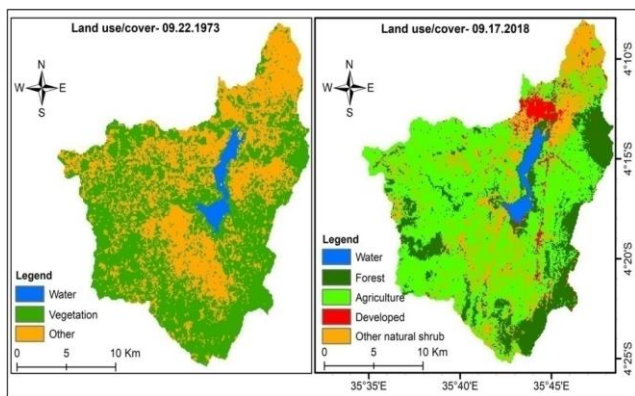 Land use/cover- 09.22.1973
N
W E
S
Legend
Water
Vegetation
Other
0 5 10 Km
Land use/cover- 09.17.2018
N
W E
S
Legend
Water
Forest
Agriculture
Developed
Other natural shrub
0 5 10 Km
4°10'S
4°15'S
4°20'S
4°25'S
35°35'E 35°40'E 35°45'E